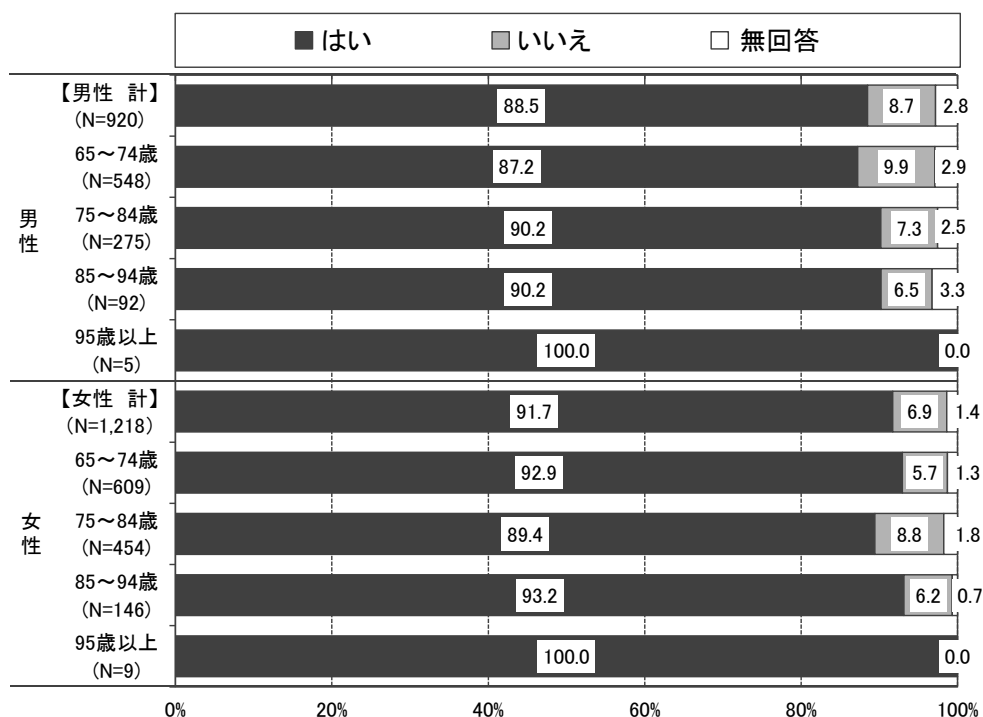 ■はい ■いいえ □無回答
男性
【男性 計】
(N=920)
88.5 8.7 2.8
65～74歳
(N=548)
87.2 9.9 2.9
75～84歳
(N=275)
90.2 7.3 2.5
85～94歳
(N=92)
90.2 6.5 3.3
95歳以上
(N=5)
100.0 0.0
女性
【女性 計】
(N=1,218)
91.7 6.9 1.4
65～74歳
(N=609)
92.9 5.7 1.3
75～84歳
(N=454)
89.4 8.8 1.8
85～94歳
(N=146)
93.2 6.2 0.7
95歳以上
(N=9)
100.0 0.0
0% 20% 40% 60% 80% 100%